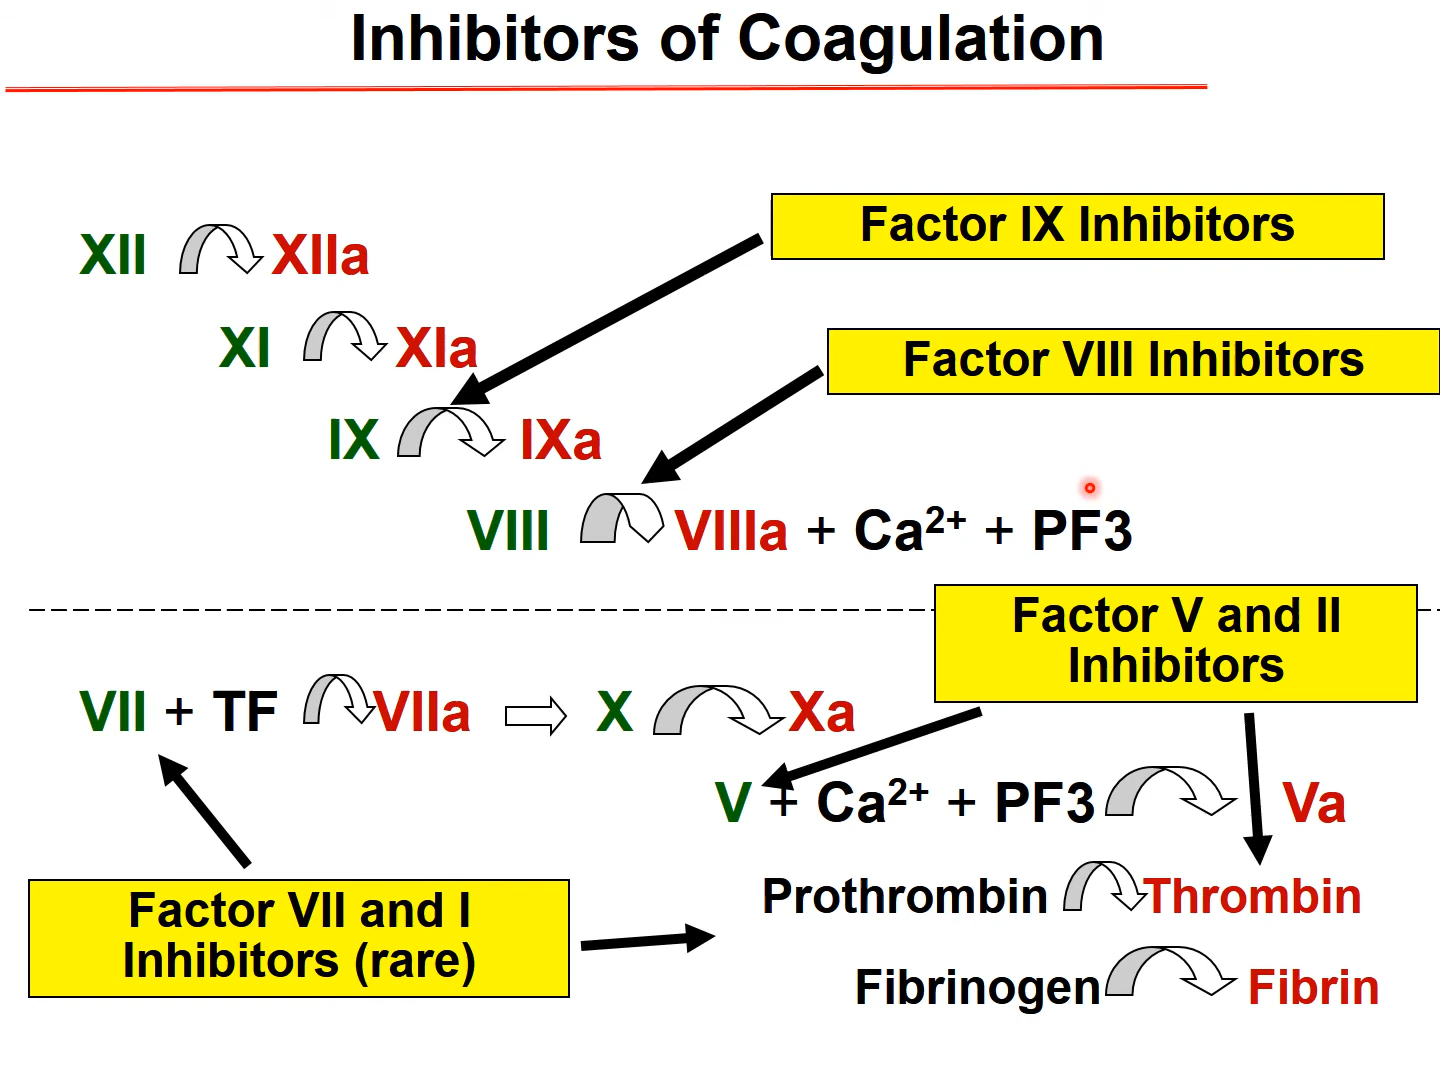 Inhibitors of Coagulation
Factor IX Inhibitors
XII XIIa
Factor VIII Inhibitors
XI XIa
IX IXa
VIII VIIIa + Ca2+ + PF3
Factor V and II
Inhibitors
VII + TF VIIa X Xa
V + Ca2+ + PF3 Va
Prothrombin Thrombin
Factor VII and I
Inhibitors (rare)
Fibrinogen Fibrin